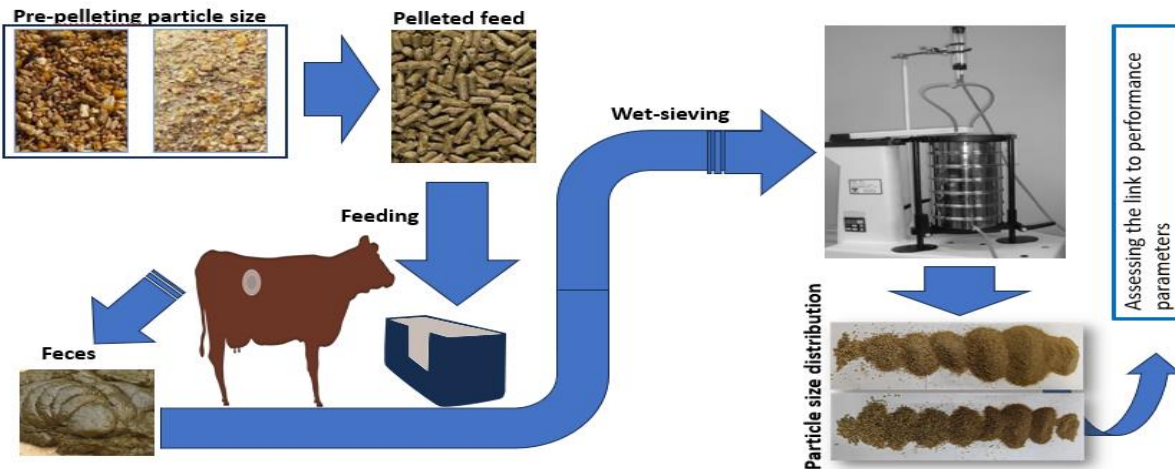 Pre-pelleting particle size
Pelleted feed
Wet-sieving
Feeding
Feces
Particle size distribution
Assessing the link to performance
parameters